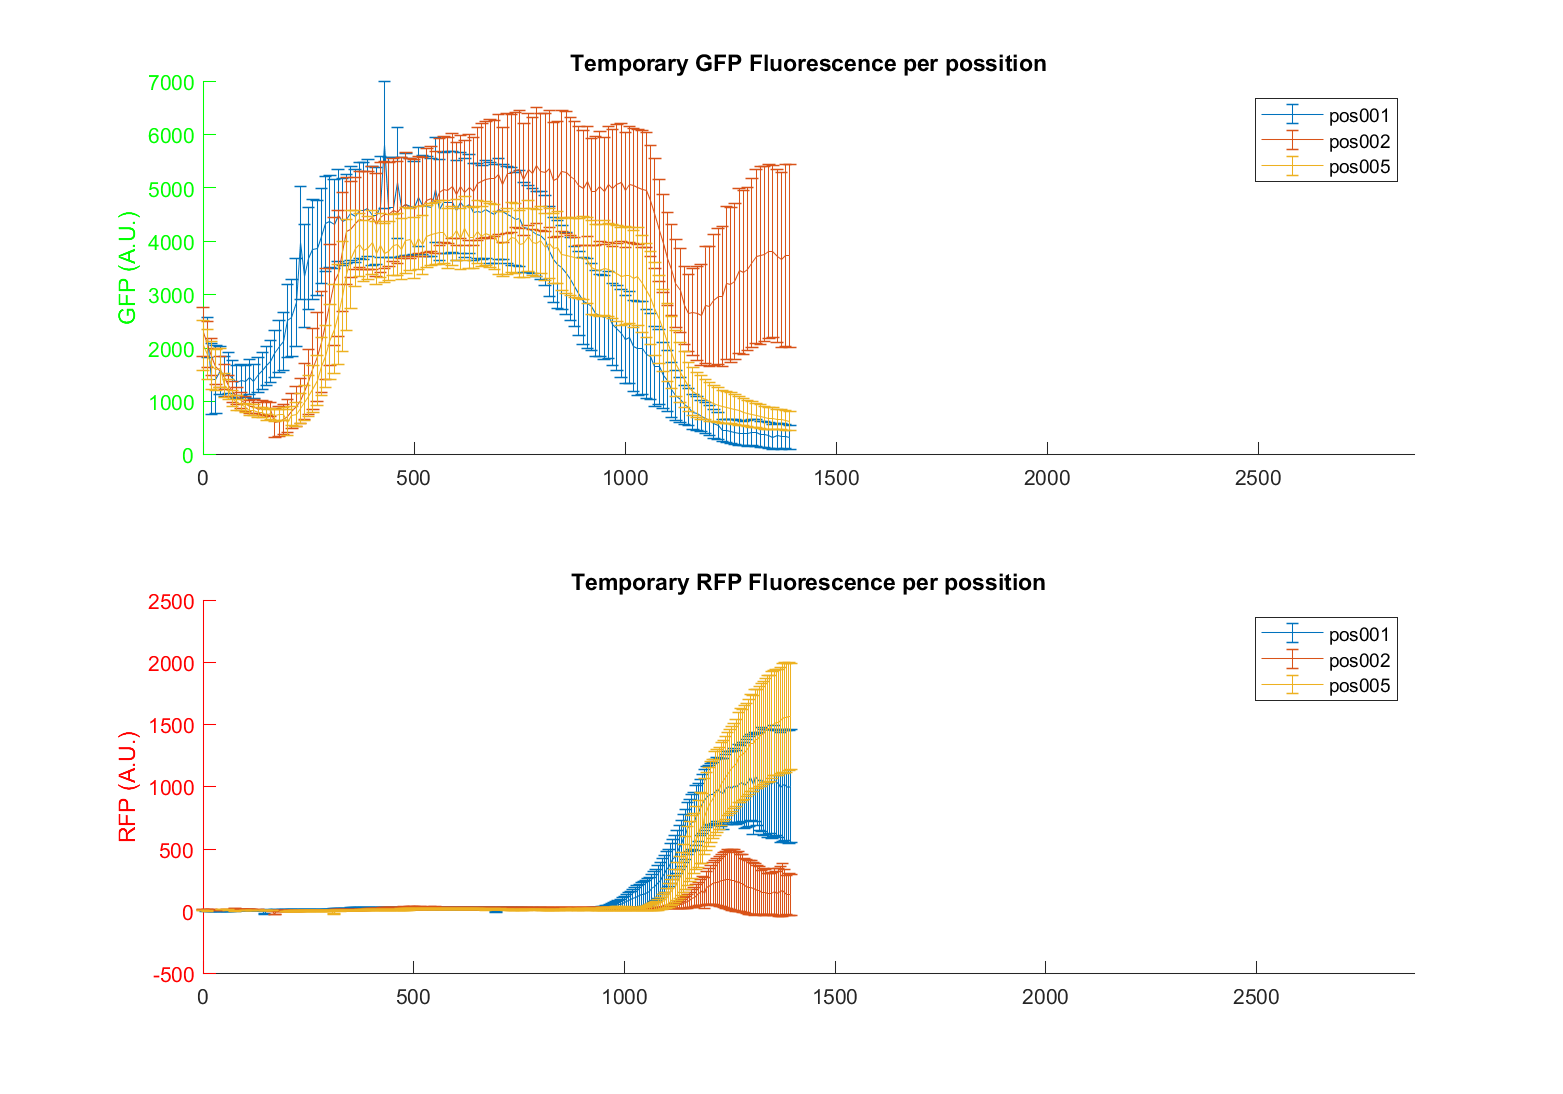 Temporary GFP Fluorescence per possition
7000
6000
5000
4000
3000
2000
1000
0
GFP (A.U.)
0 500 1000 1500 2000 2500
pos001
pos002
pos005
Temporary RFP Fluorescence per possition
2500
2000
1500
1000
500
0
-500
RFP (A.U.)
0 500 1000 1500 2000 2500
pos001
pos002
pos005